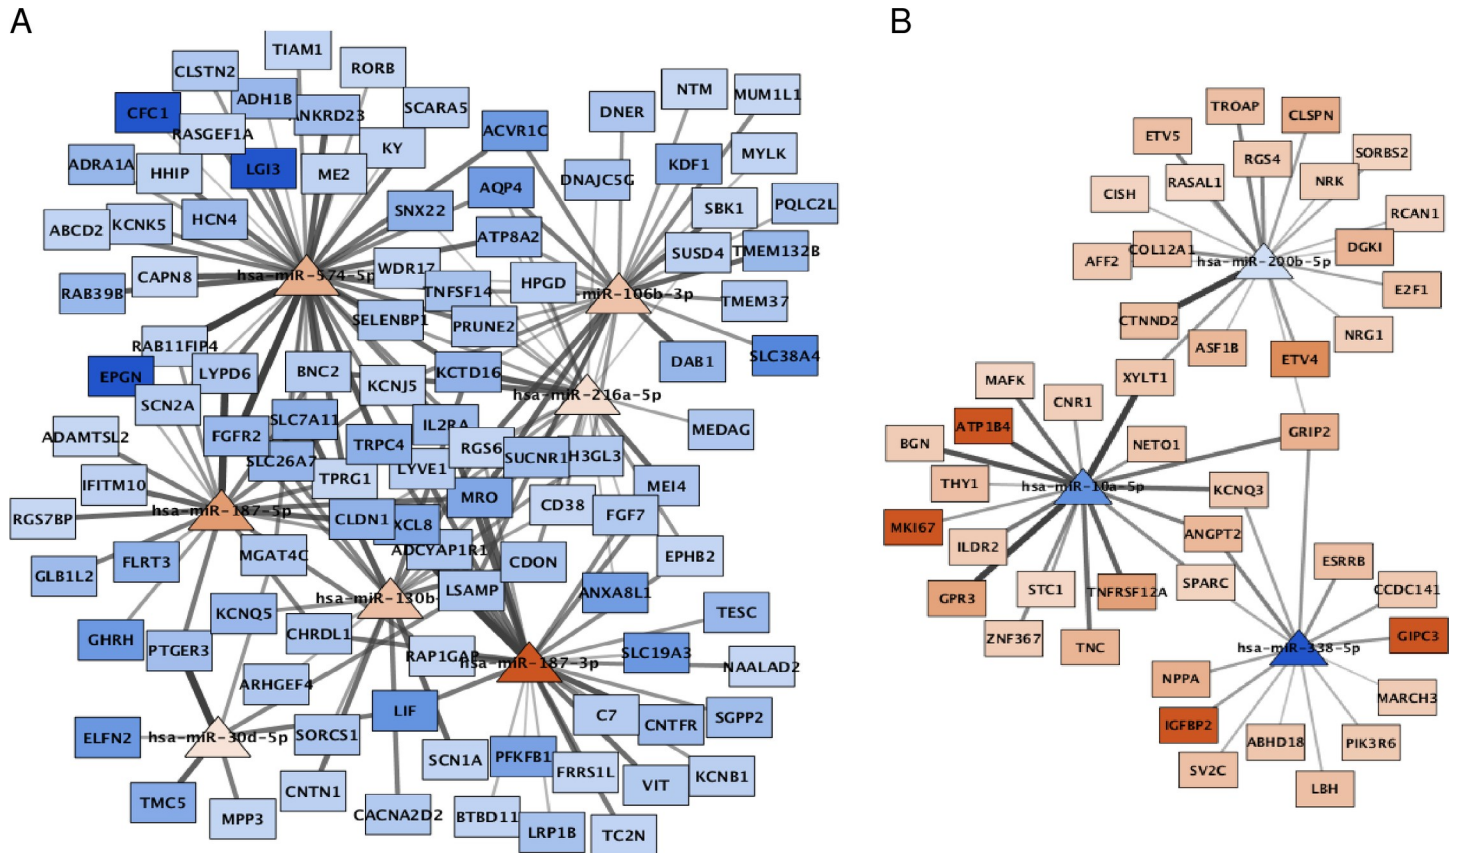 A
B
TIAM1
CLSTN2
RORB
CFC1
ADH1B
ANKRD23
SCARA5
RASGEF1A
KY
ACVR1C
DNER
NTM
MUM1L1
ADRA1A
HHIP
LGI3
ME2
DNAJC5G
KDF1
MYLK
AQP4
SNX22
SBK1
PQLC2L
ABCD2
KCNK5
HCN4
ATP8A2
SUSD4
TMEM132B
CAPN8
hsa-miR-574-5p
WDR17
RAB39B
TNFSF14
HPGD
miR-106b-3p
TMEM37
SELENBP1
PRUNE2
RAB11FIP4
DAB1
SLC38A4
EPGN
LYPD6
BNC2
KCNJ5
KCTD16
hsa-miR-216a-5p
SCN2A
ADAMTSL2
FGFR2
SLC7A11
TRPC4
IL2RA
MEDAG
SLC26A7
RGS6
SUCNR1
H3GL3
IFITM10
TPRG1
LYVE1
MRO
MEI4
RGS7BP
hsa-miR-187-5p
CLDN1
XCL8
CD38
FGF7
FLRT3
MGAT4C
ADCYAP1R1
CDON
EPHB2
GLB1L2
hsa-miR-130b-
LSAMP
ANXA8L1
KCNQ5
TESC
GHRH
PTGER3
CHRDL1
RAP1GAP
hsa-miR-187-3p
SLC19A3
NAALAD2
ARHGEF4
LIF
C7
CNTFR
SGPP2
ELFN2
hsa-miR-30d-5p
SORCS1
SCN1A
PFKFB1
FRRS1L
VIT
KCNB1
TMC5
MPP3
CNTN1
CACNA2D2
BTBD11
LRP1B
TC2N
TROAP
CLSPN
ETV5
RGS4
SORBS2
CISH
RASAL1
NRK
RCAN1
AFF2
COL12A1
hsa-miR-200b-5p
DGKI
E2F1
CTNND2
ASF1B
NRG1
ETV4
MAFK
XYLT1
CNR1
ATP1B4
BGN
NETO1
GRIP2
THY1
hsa-miR-10a-5p
KCNQ3
MKI67
ILDR2
ANGPT2
ESRRB
GPR3
STC1
TNFRSF12A
SPARC
CCDC141
ZNF367
TNC
hsa-miR-338-5p
GIPC3
NPPA
MARCH3
IGFBP2
ABHD18
PIK3R6
SV2C
LBH